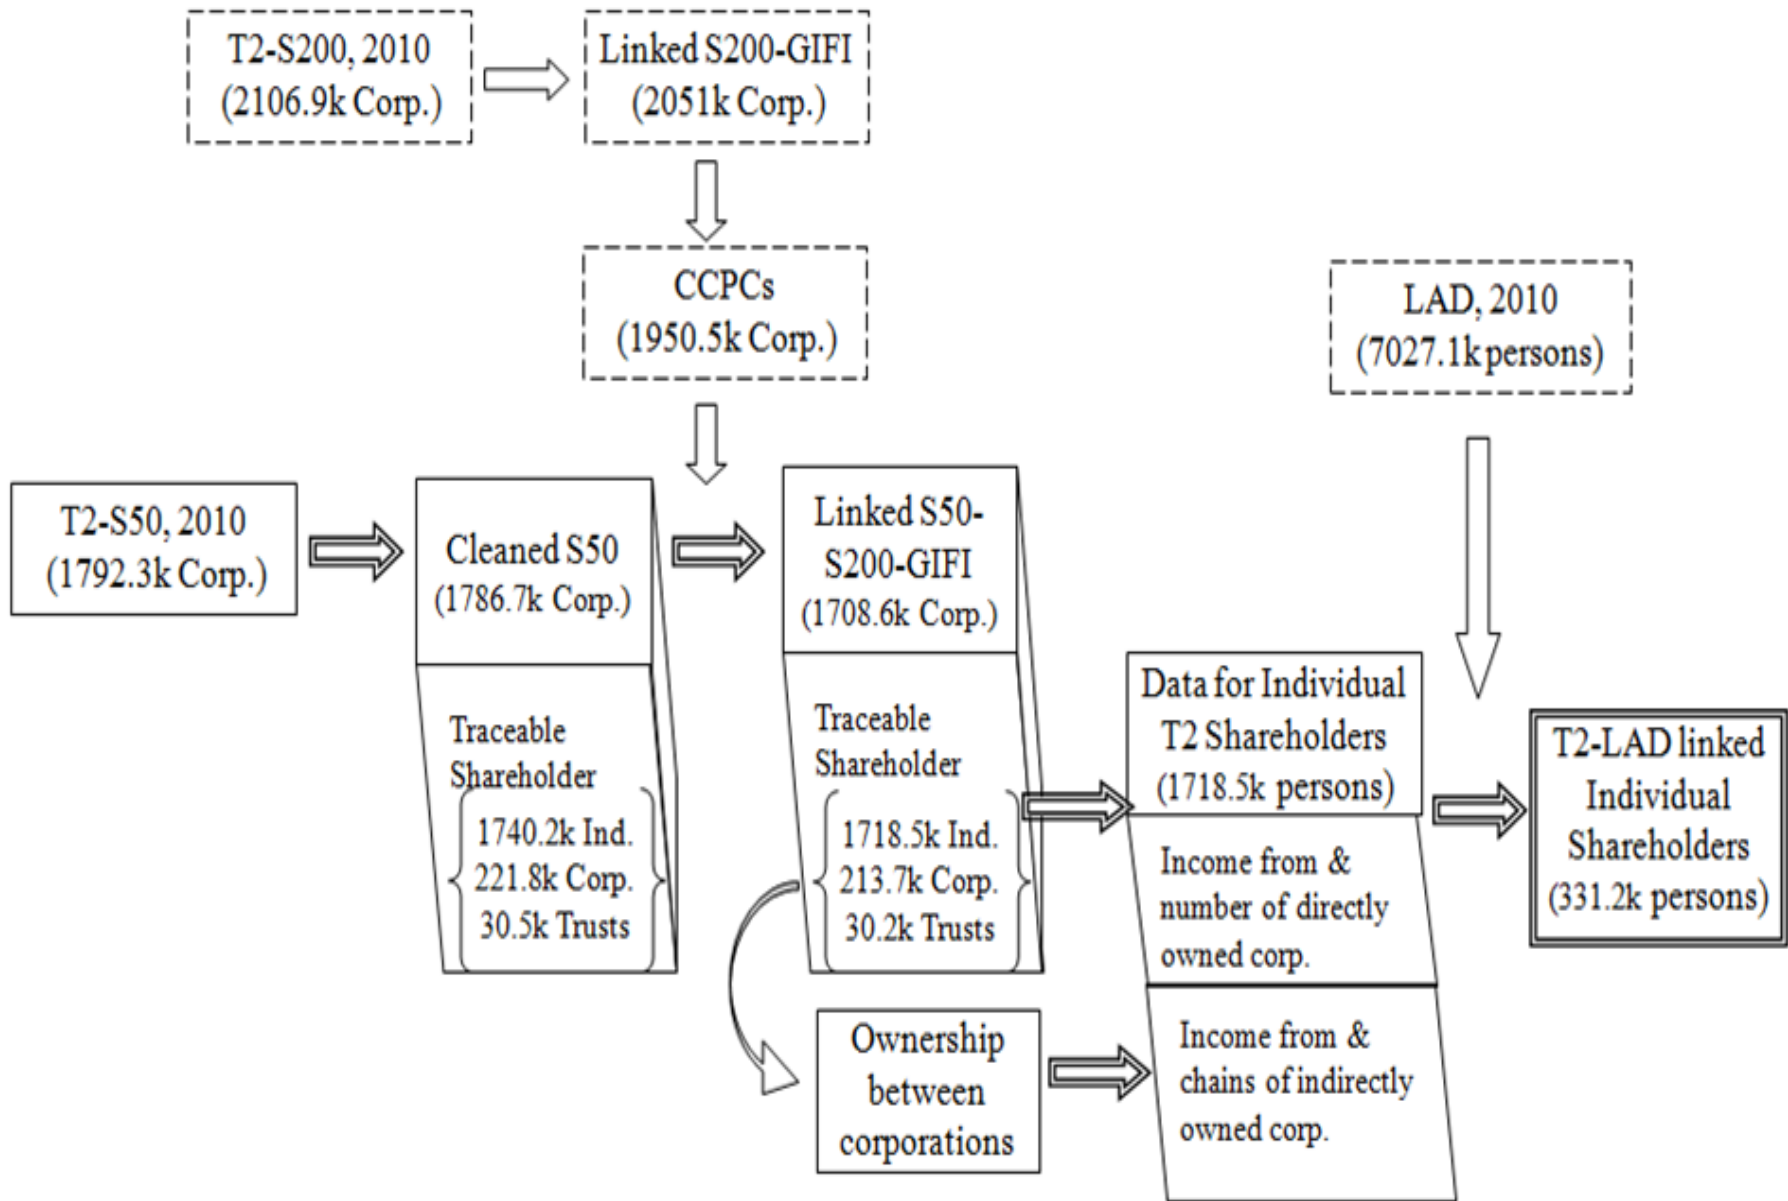 T2-S200, 2010
(2106.9k Corp.)
Linked S200-GIFI
(2051k Corp.)
CCPCs
(1950.5k Corp.)
LAD, 2010
(7027.1k persons)
T2-S50, 2010
(1792.3k Corp.)
Cleaned S50
(1786.7k Corp.)
Traceable
Shareholder
1740.2k Ind.
221.8k Corp.
30.5k Trusts
Linked S50-
S200-GIFI
(1708.6k Corp.)
Traceable
Shareholder
1718.5k Ind.
213.7k Corp.
30.2k Trusts
Ownership
between
corporations
Data for Individual
T2 Shareholders
(1718.5k persons)
Income from &
number of directly
owned corp.
Income from &
chains of indirectly
owned corp.
T2-LAD linked
Individual
Shareholders
(331.2k persons)